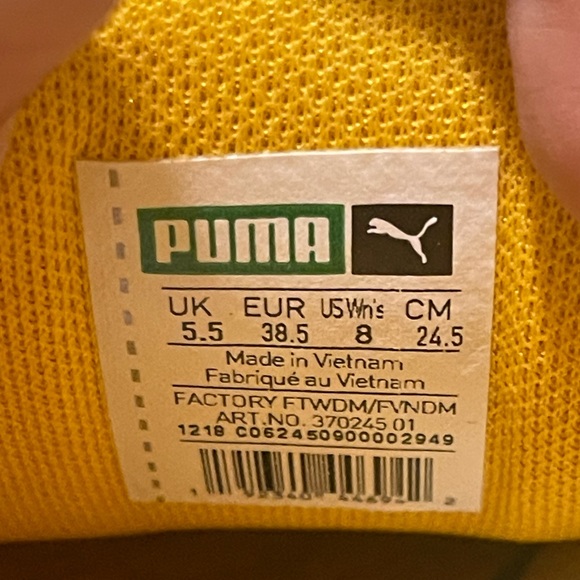 PUMA
UK EUR US Wn's CM
5.5 38.5 8 24.5
Made in Vietnam
Fabriqué au Vietnam
FACTORY FTWDM/FVNDM
ART.NO. 370245 01
1218 C062450900002949